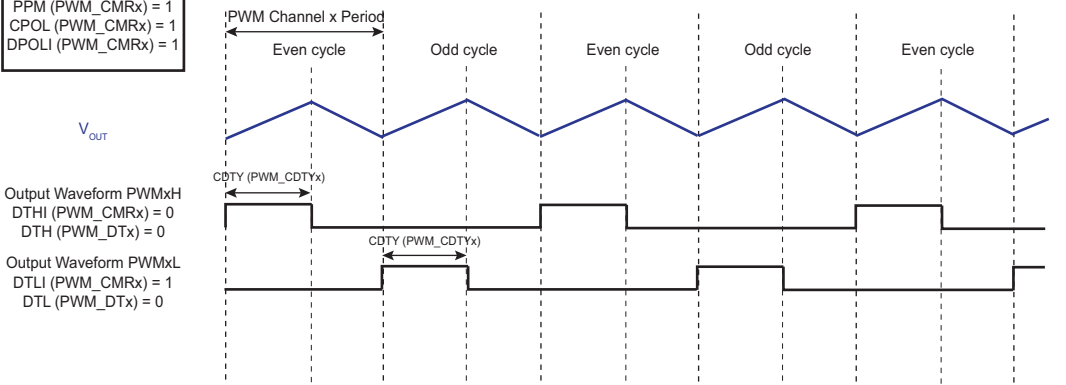 PPM (PWM_CMRx) = 1
CPOL (PWM_CMRx) = 1
DPOLI (PWM_CMRx) = 1
PWM Channel x Period
Even cycle
Odd cycle
Even cycle
Odd cycle
Even cycle
VOUT
CDTY (PWM_CDTYx)
Output Waveform PWMxH
DTHI (PWM_CMRx) = 0
DTH (PWM_DTx) = 0
CDTY (PWM_CDTYx)
Output Waveform PWMxL
DTLI (PWM_CMRx) = 1
DTL (PWM_DTx) = 0